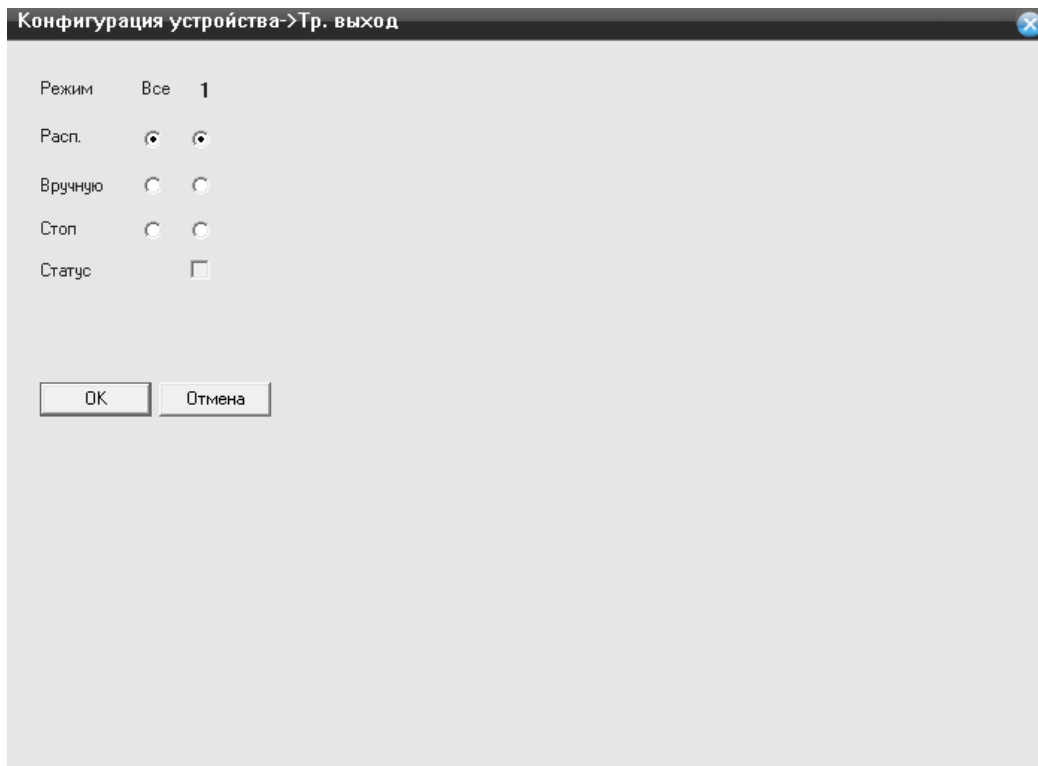 Конфигурация устройства->Тр. выход
Режим Все 1
Расп.
Вручную
Стоп
Статус
OK Отмена